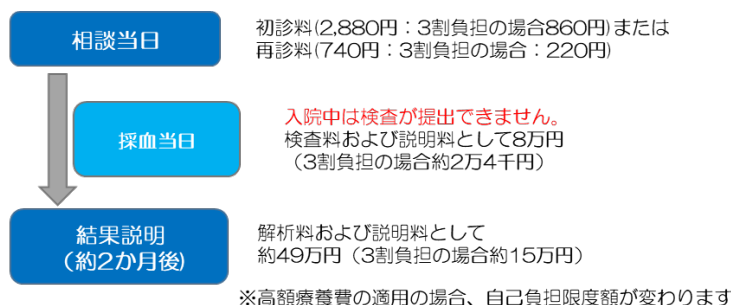 相談当日
初診料(2,880円：3割負担の場合860円)または
再診料(740円：3割負担の場合：220円)
採血当日
入院中は検査が提出できません。
検査料および説明料として8万円
（3割負担の場合約2万4千円）
結果説明
（約2か月後）
解析料および説明料として
約49万円（3割負担の場合約15万円）
※高額療養費の適用の場合、自己負担限度額が変わります